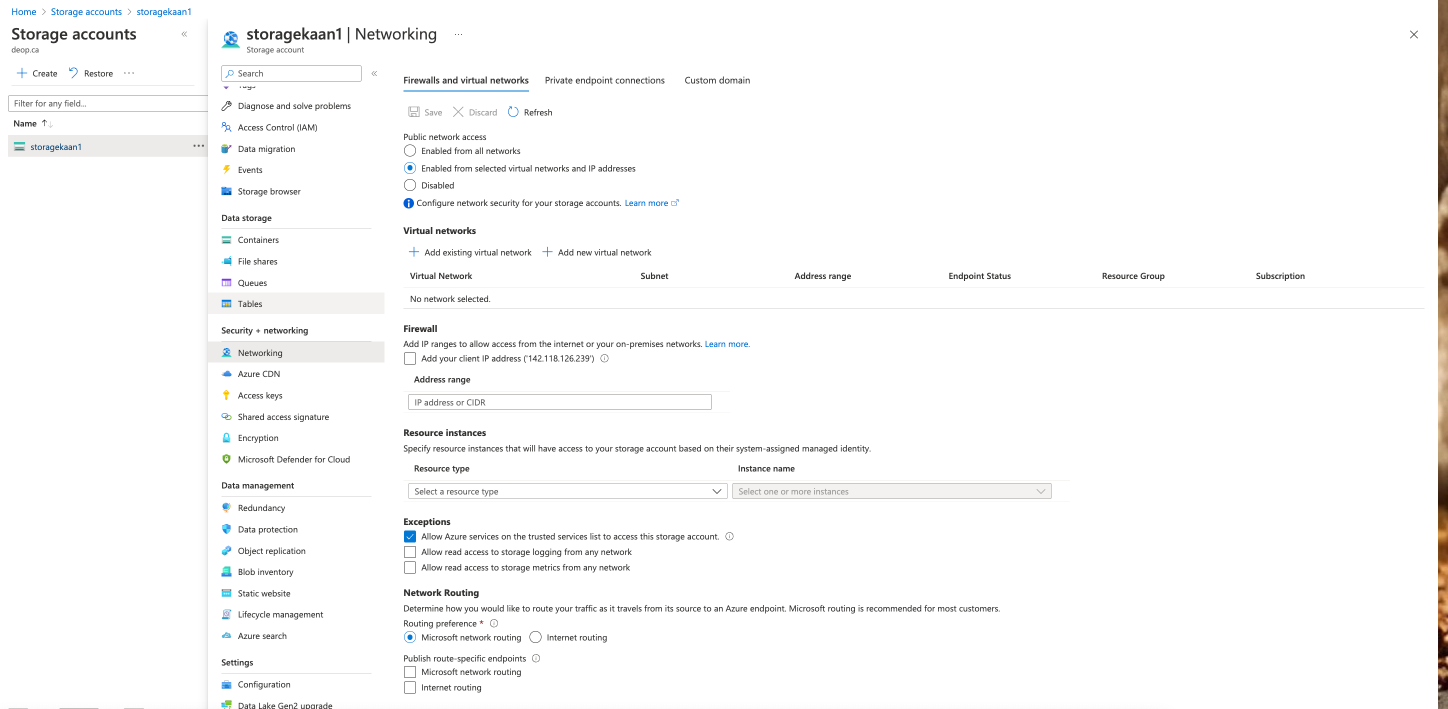 Home > Storage accounts > storagekaan1
Storage accounts
deop.ca
Create Restore ...
Filter for any field...
Name
storagekaan1 ...
storagekaan1 | Networking ...
Storage account
Search
Tags
Diagnose and solve problems
Access Control (IAM)
Data migration
Events
Storage browser
Data storage
Containers
File shares
Queues
Tables
Security + networking
Networking
Azure CDN
Access keys
Shared access signature
Encryption
Microsoft Defender for Cloud
Data management
Redundancy
Data protection
Object replication
Blob inventory
Static website
Lifecycle management
Azure search
Settings
Configuration
Data Lake Gen2 upgrade
Firewalls and virtual networks Private endpoint connections Custom domain
Save Discard Refresh
Public network access
Enabled from all networks
Enabled from selected virtual networks and IP addresses
Disabled
Configure network security for your storage accounts. Learn more
Virtual networks
Add existing virtual network Add new virtual network
Virtual Network Subnet Address range Endpoint Status Resource Group Subscription
No network selected.
Firewall
Add IP ranges to allow access from the internet or your on-premises networks. Learn more.
Add your client IP address ('142.118.126.239')
Address range
IP address or CIDR
Resource instances
Specify resource instances that will have access to your storage account based on their system-assigned managed identity.
Resource type Instance name
Select a resource type Select one or more instances
Exceptions
Allow Azure services on the trusted services list to access this storage account.
Allow read access to storage logging from any network
Allow read access to storage metrics from any network
Network Routing
Determine how you would like to route your traffic as it travels from its source to an Azure endpoint. Microsoft routing is recommended for most customers.
Routing preference *
Microsoft network routing Internet routing
Publish route-specific endpoints
Microsoft network routing
Internet routing